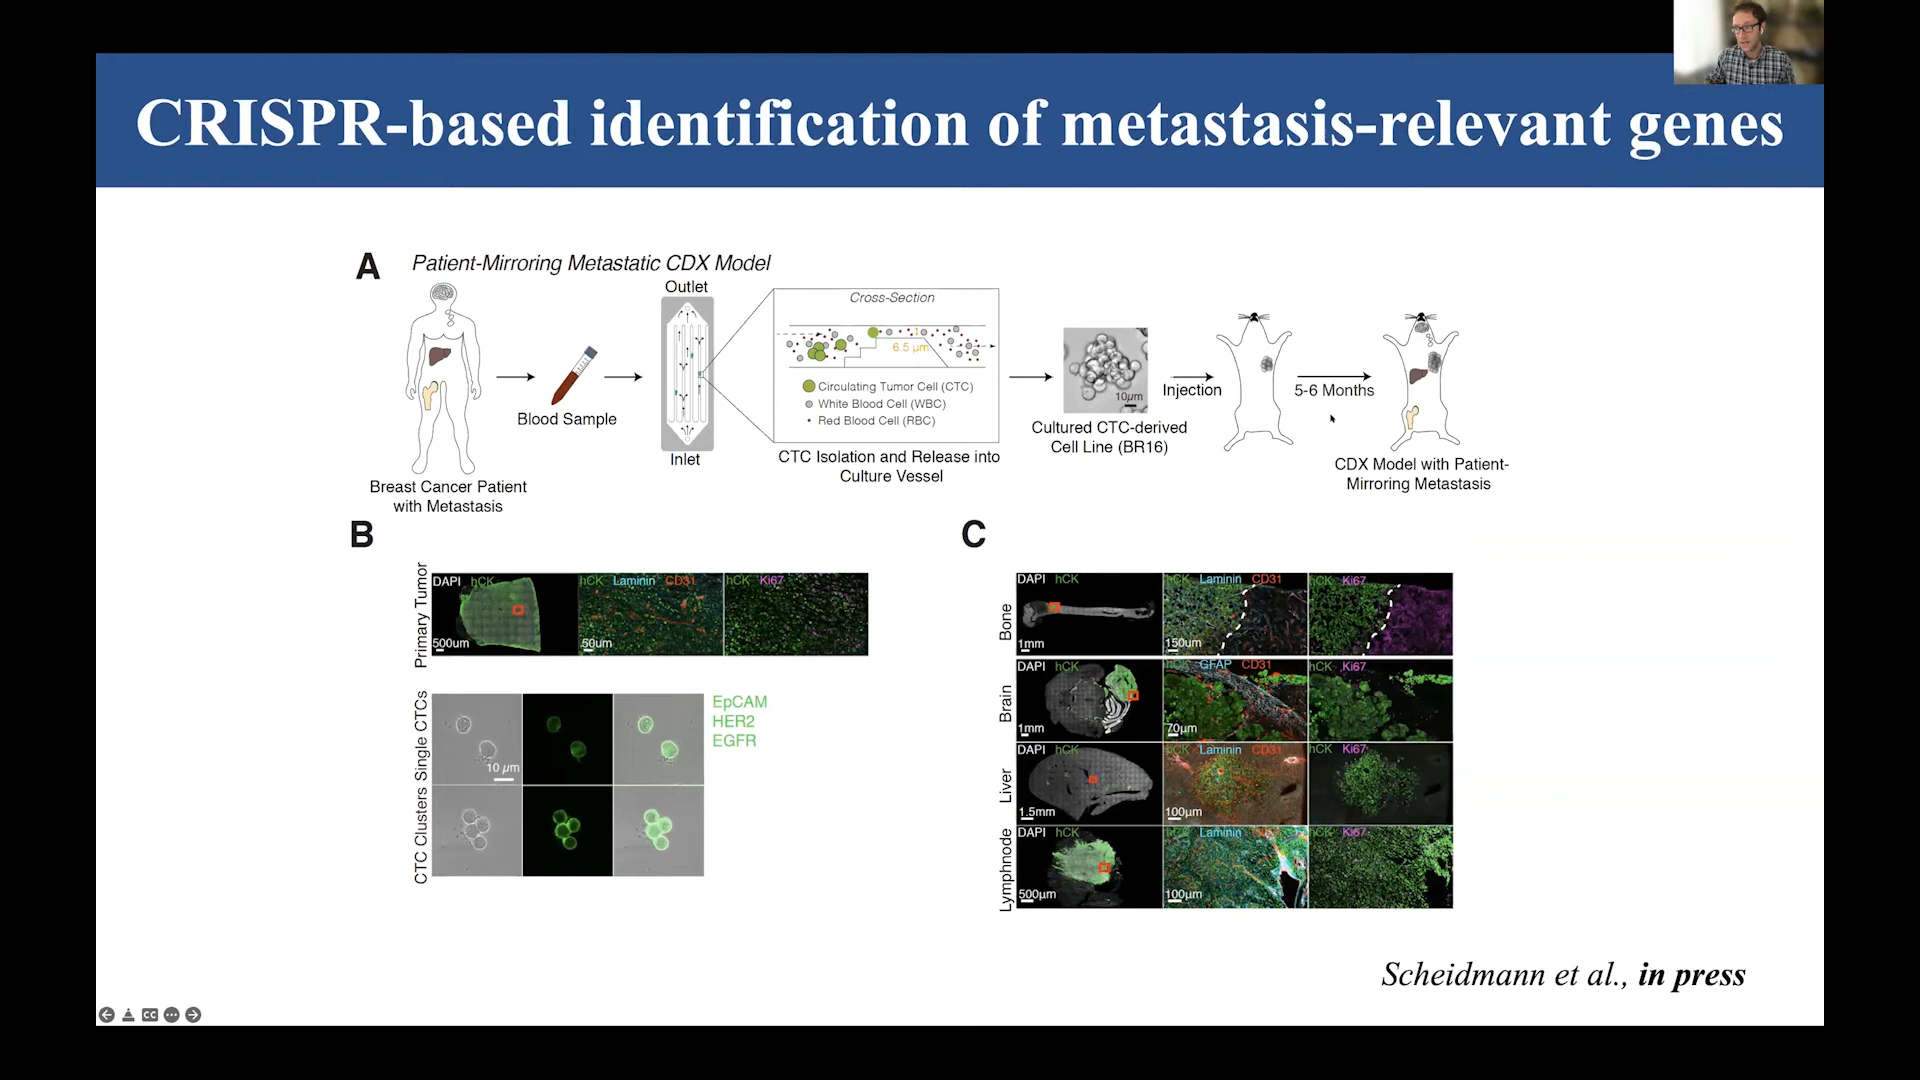 CRISPR-based identification of metastasis-relevant genes
A
Patient-Mirroring Metastatic CDX Model
Outlet
Inlet
Breast Cancer Patient
with Metastasis
Blood Sample
Cross-Section
6.5 µm
Circulating Tumor Cell (CTC)
White Blood Cell (WBC)
Red Blood Cell (RBC)
CTC Isolation and Release into
Culture Vessel
10µm
Cultured CTC-derived
Cell Line (BR16)
Injection
5-6 Months
CDX Model with Patient-
Mirroring Metastasis
B
Primary Tumor
DAPI hCK
500um
hCK Laminin CD31
50um
hCK Ki67
Single CTCs
10 µm
CTC Clusters
EpCAM
HER2
EGFR
C
Bone
DAPI hCK
1mm
hCK Laminin CD31
150um
hCK Ki67
Brain
DAPI hCK
1mm
hCK GFAP CD31
70µm
hCK Ki67
Liver
DAPI hCK
1.5mm
hCK Laminin CD31
100µm
hCK Ki67
Lymphnode
DAPI hCK
500µm
hCK Laminin CD31
100µm
hCK Ki67
Scheidmann et al., in press
CC